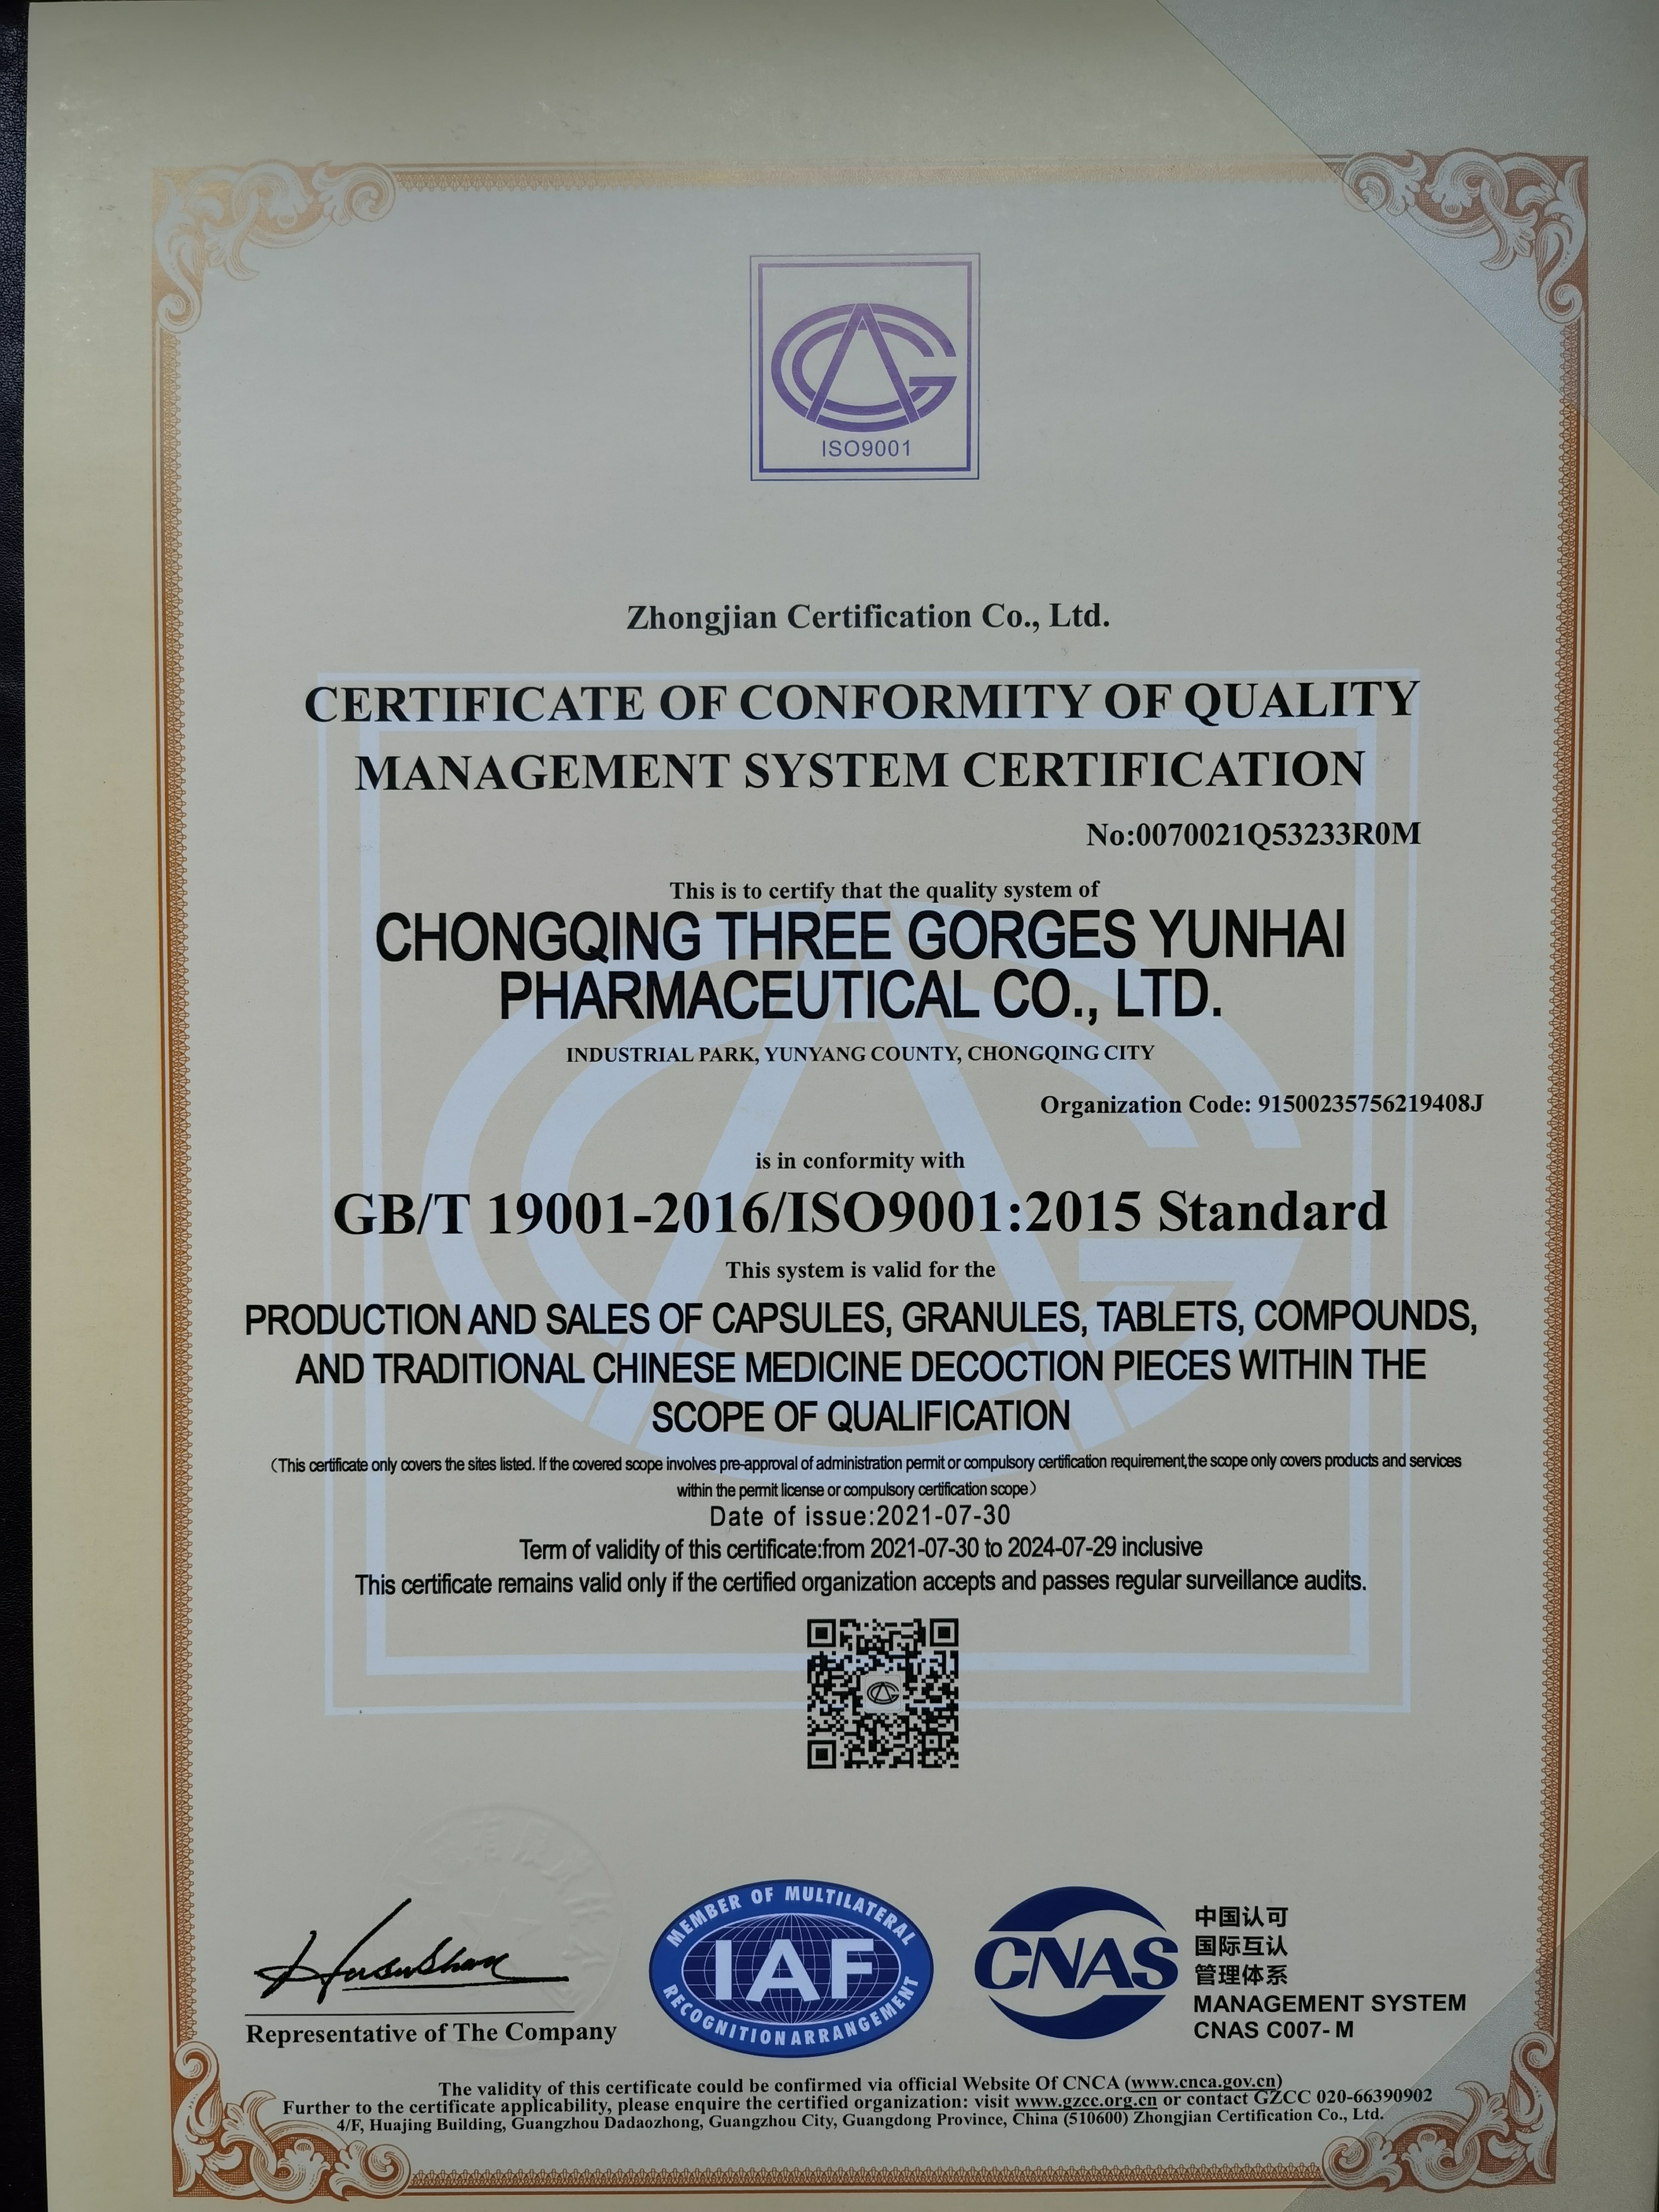 CAG
ISO9001
Zhongjian Certification Co., Ltd.
CERTIFICATE OF CONFORMITY OF QUALITY
MANAGEMENT SYSTEM CERTIFICATION
No:0070021Q53233R0M
This is to certify that the quality system of
CHONGQING THREE GORGES YUNHAI
PHARMACEUTICAL CO., LTD.
INDUSTRIAL PARK, YUNYANG COUNTY, CHONGQING CITY
Organization Code: 91500235756219408J
is in conformity with
GB/T 19001-2016/ISO9001:2015 Standard
This system is valid for the
PRODUCTION AND SALES OF CAPSULES, GRANULES, TABLETS, COMPOUNDS,
AND TRADITIONAL CHINESE MEDICINE DECOCTION PIECES WITHIN THE
SCOPE OF QUALIFICATION
（This certificate only covers the sites listed. If the covered scope involves pre-approval of administration permit or compulsory certification requirement,the scope only covers products and services
within the permit license or compulsory certification scope）
Date of issue:2021-07-30
Term of validity of this certificate:from 2021-07-30 to 2024-07-29 inclusive
This certificate remains valid only if the certified organization accepts and passes regular surveillance audits.
Representative of The Company
MEMBER OF MULTILATERAL
IAF
RECOGNITION ARRANGEMENT
CNAS
中国认可
国际互认
管理体系
MANAGEMENT SYSTEM
CNAS C007-M
The validity of this certificate could be confirmed via official Website Of CNCA (www.cnca.gov.cn)
Further to the certificate applicability, please enquire the certified organization: visit www.gzcc.org.cn or contact GZCC 020-66390902
4/F, Huajing Building, Guangzhou Dadaozhong, Guangzhou City, Guangdong Province, China (510600) Zhongjian Certification Co., Ltd.